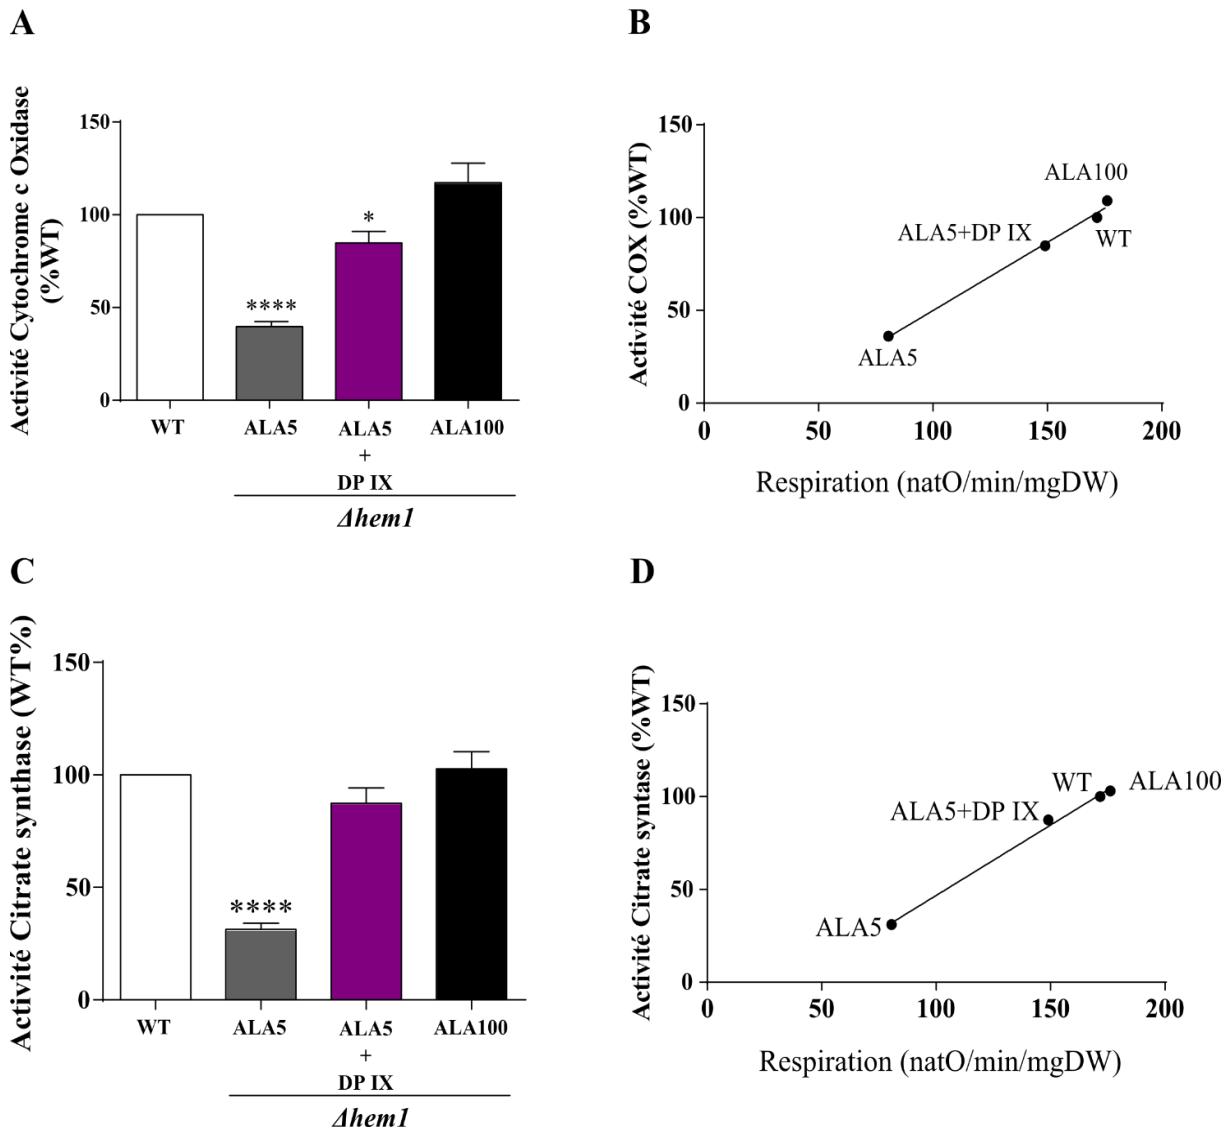 A
Activité Cytochrome c Oxidase
(%WT)
150
100
50
0
****
*
WT
ALA5
ALA5
+
DP IX
ALA100
Δhem1
B
Activité COX (%WT)
150
100
50
0
ALA100
ALA5+DP IX
WT
ALA5
0 50 100 150 200
Respiration (natO/min/mgDW)
C
Activité Citrate synthase (WT%)
150
100
50
0
****
WT
ALA5
ALA5
+
DP IX
ALA100
Δhem1
D
Activité Citrate syntase (%WT)
150
100
50
0
WT
ALA100
ALA5+DP IX
ALA5
0 50 100 150 200
Respiration (natO/min/mgDW)